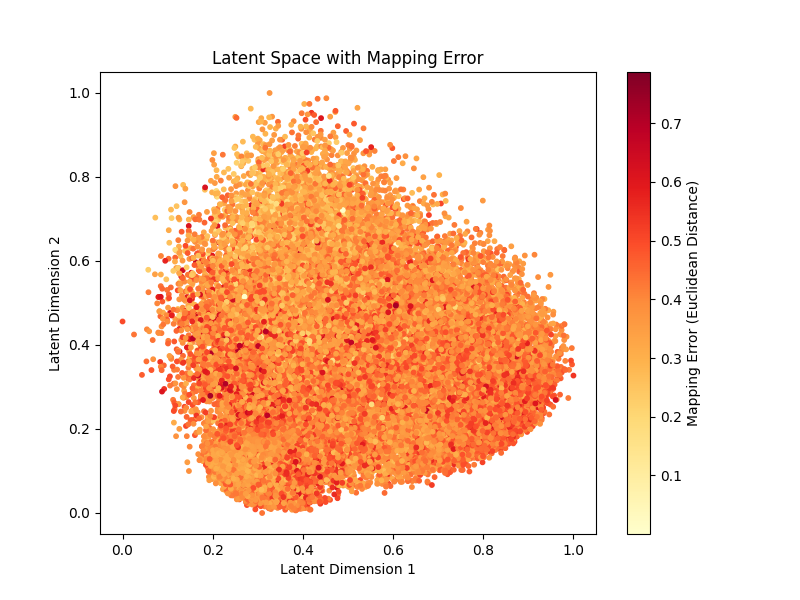 Latent Space with Mapping Error
1.0
0.8
0.6
0.4
0.2
0.0
Latent Dimension 2
0.0 0.2 0.4 0.6 0.8 1.0
Latent Dimension 1
0.7
0.6
0.5
0.4
0.3
0.2
0.1
Mapping Error (Euclidean Distance)